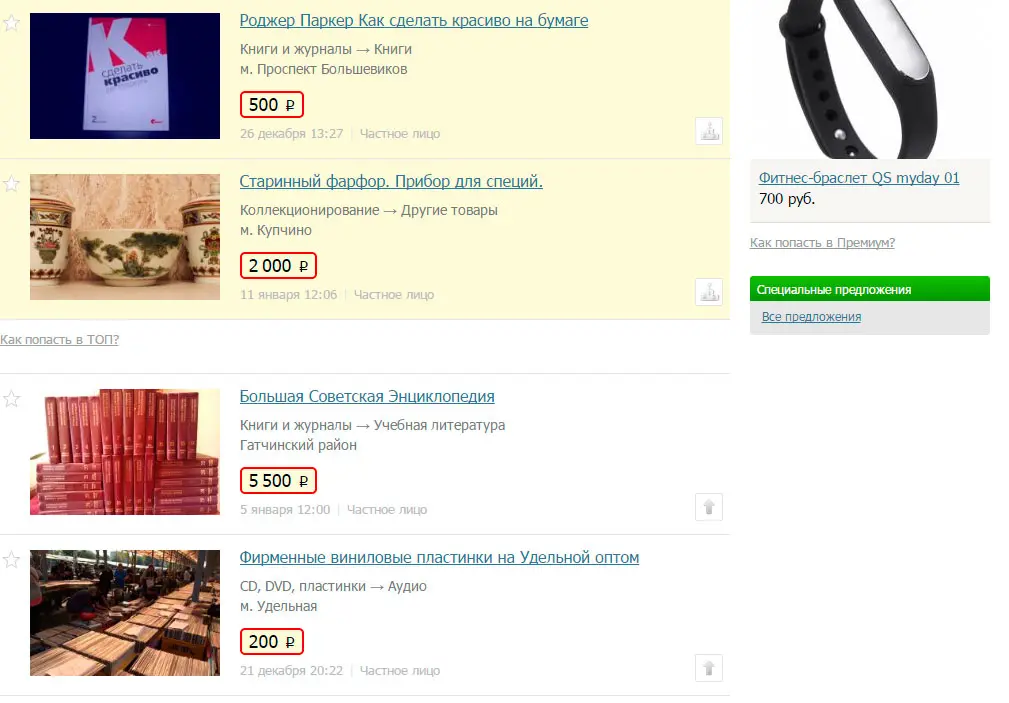 Роджер Паркер Как сделать красиво на бумаге
Книги и журналы → Книги
м. Проспект Большевиков
500 ₽
26 декабря 13:27 | Частное лицо
Как
сделать
красиво
2
Старинный фарфор. Прибор для специй.
Коллекционирование → Другие товары
м. Купчино
2 000 ₽
11 января 12:06 | Частное лицо
Как попасть в ТОП?
Большая Советская Энциклопедия
Книги и журналы → Учебная литература
Гатчинский район
5 500 ₽
5 января 12:00 | Частное лицо
Фирменные виниловые пластинки на Удельной оптом
CD, DVD, пластинки → Аудио
м. Удельная
200 ₽
21 декабря 20:22 | Частное лицо
Фитнес-браслет QS myday 01
700 руб.
Как попасть в Премиум?
Специальные предложения
Все предложения